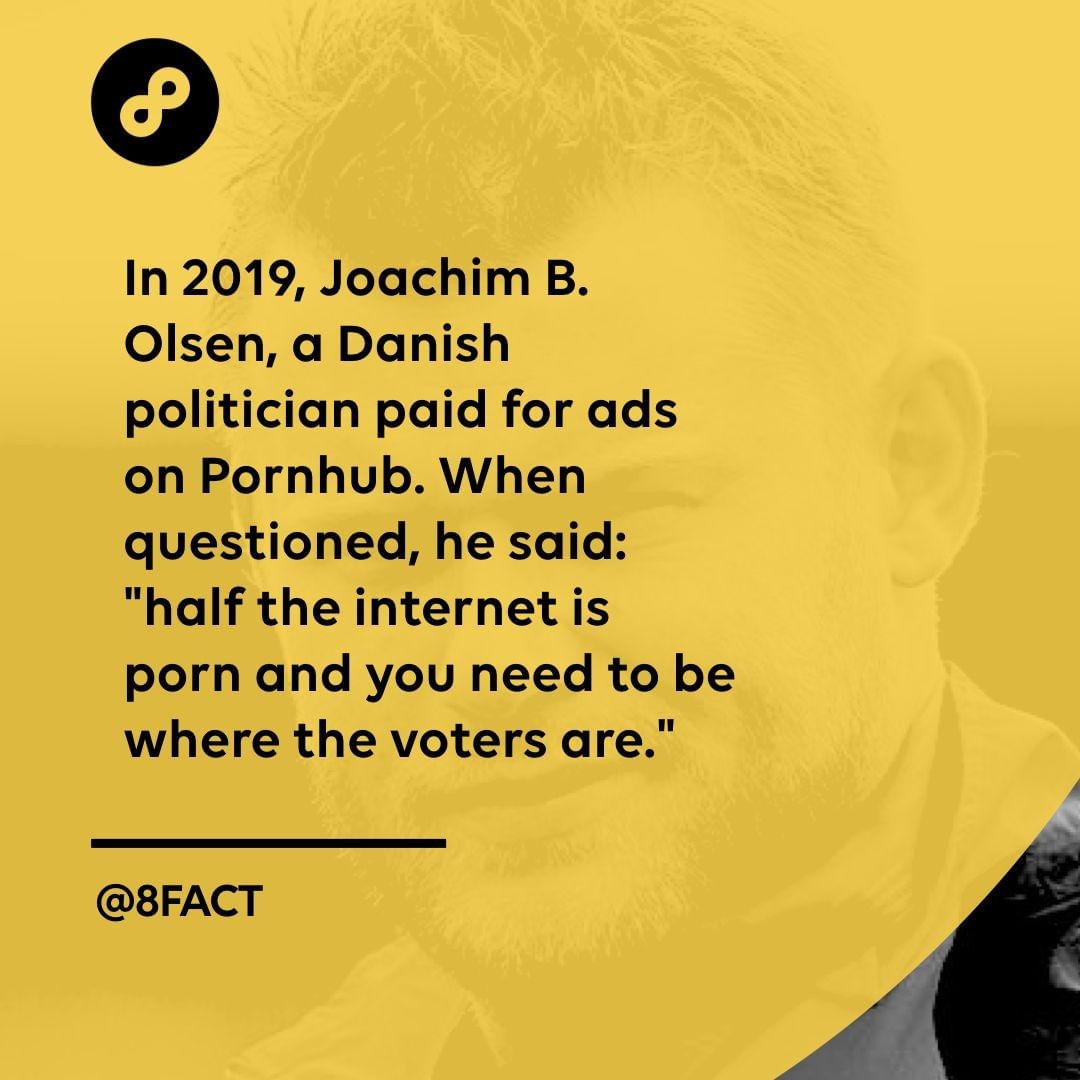 In 2019, Joachim B.
Olsen, a Danish
politician paid for ads
on Pornhub. When
questioned, he said:
"half the internet is
porn and you need to be
where the voters are."
@8FACT